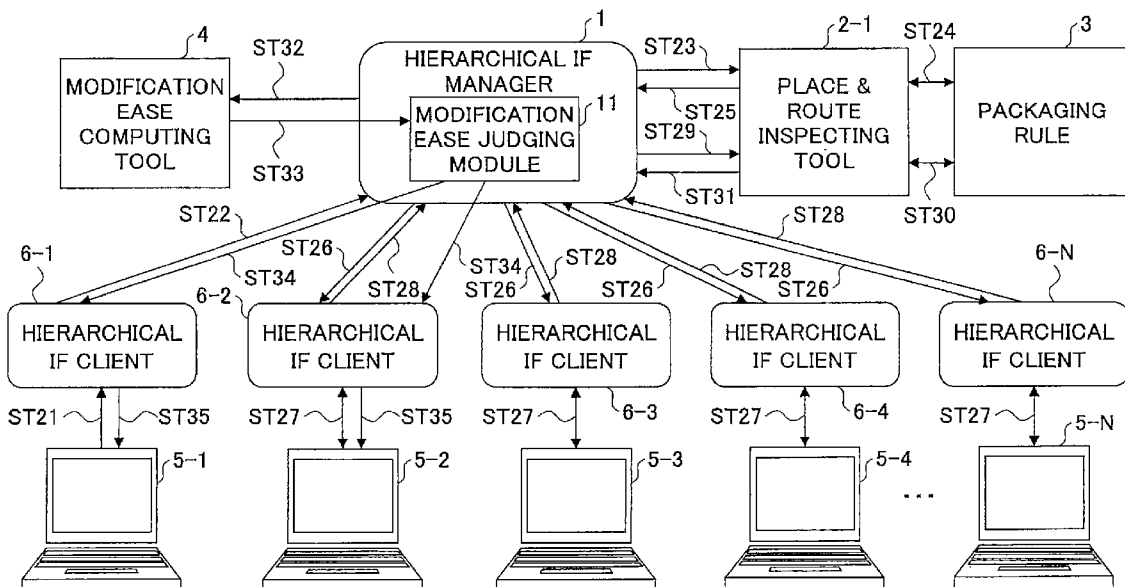 1
4
ST32
HIERARCHICAL IF
MANAGER
ST23
2-1
ST24
3
MODIFICATION
EASE
COMPUTING
TOOL
11
MODIFICATION
EASE JUDGING
MODULE
ST25
ST29
PLACE &
ROUTE
INSPECTING
TOOL
PACKAGING
RULE
ST33
ST31
ST30
ST22
ST34
ST26
ST28
ST34
ST26
ST28
ST26
ST28
ST26
ST28
6-1
6-2
6-N
HIERARCHICAL
IF CLIENT
HIERARCHICAL
IF CLIENT
HIERARCHICAL
IF CLIENT
HIERARCHICAL
IF CLIENT
HIERARCHICAL
IF CLIENT
ST21
ST35
ST27
ST35
ST27
6-3
ST27
6-4
ST27
5-1
5-2
5-3
5-4
5-N
...